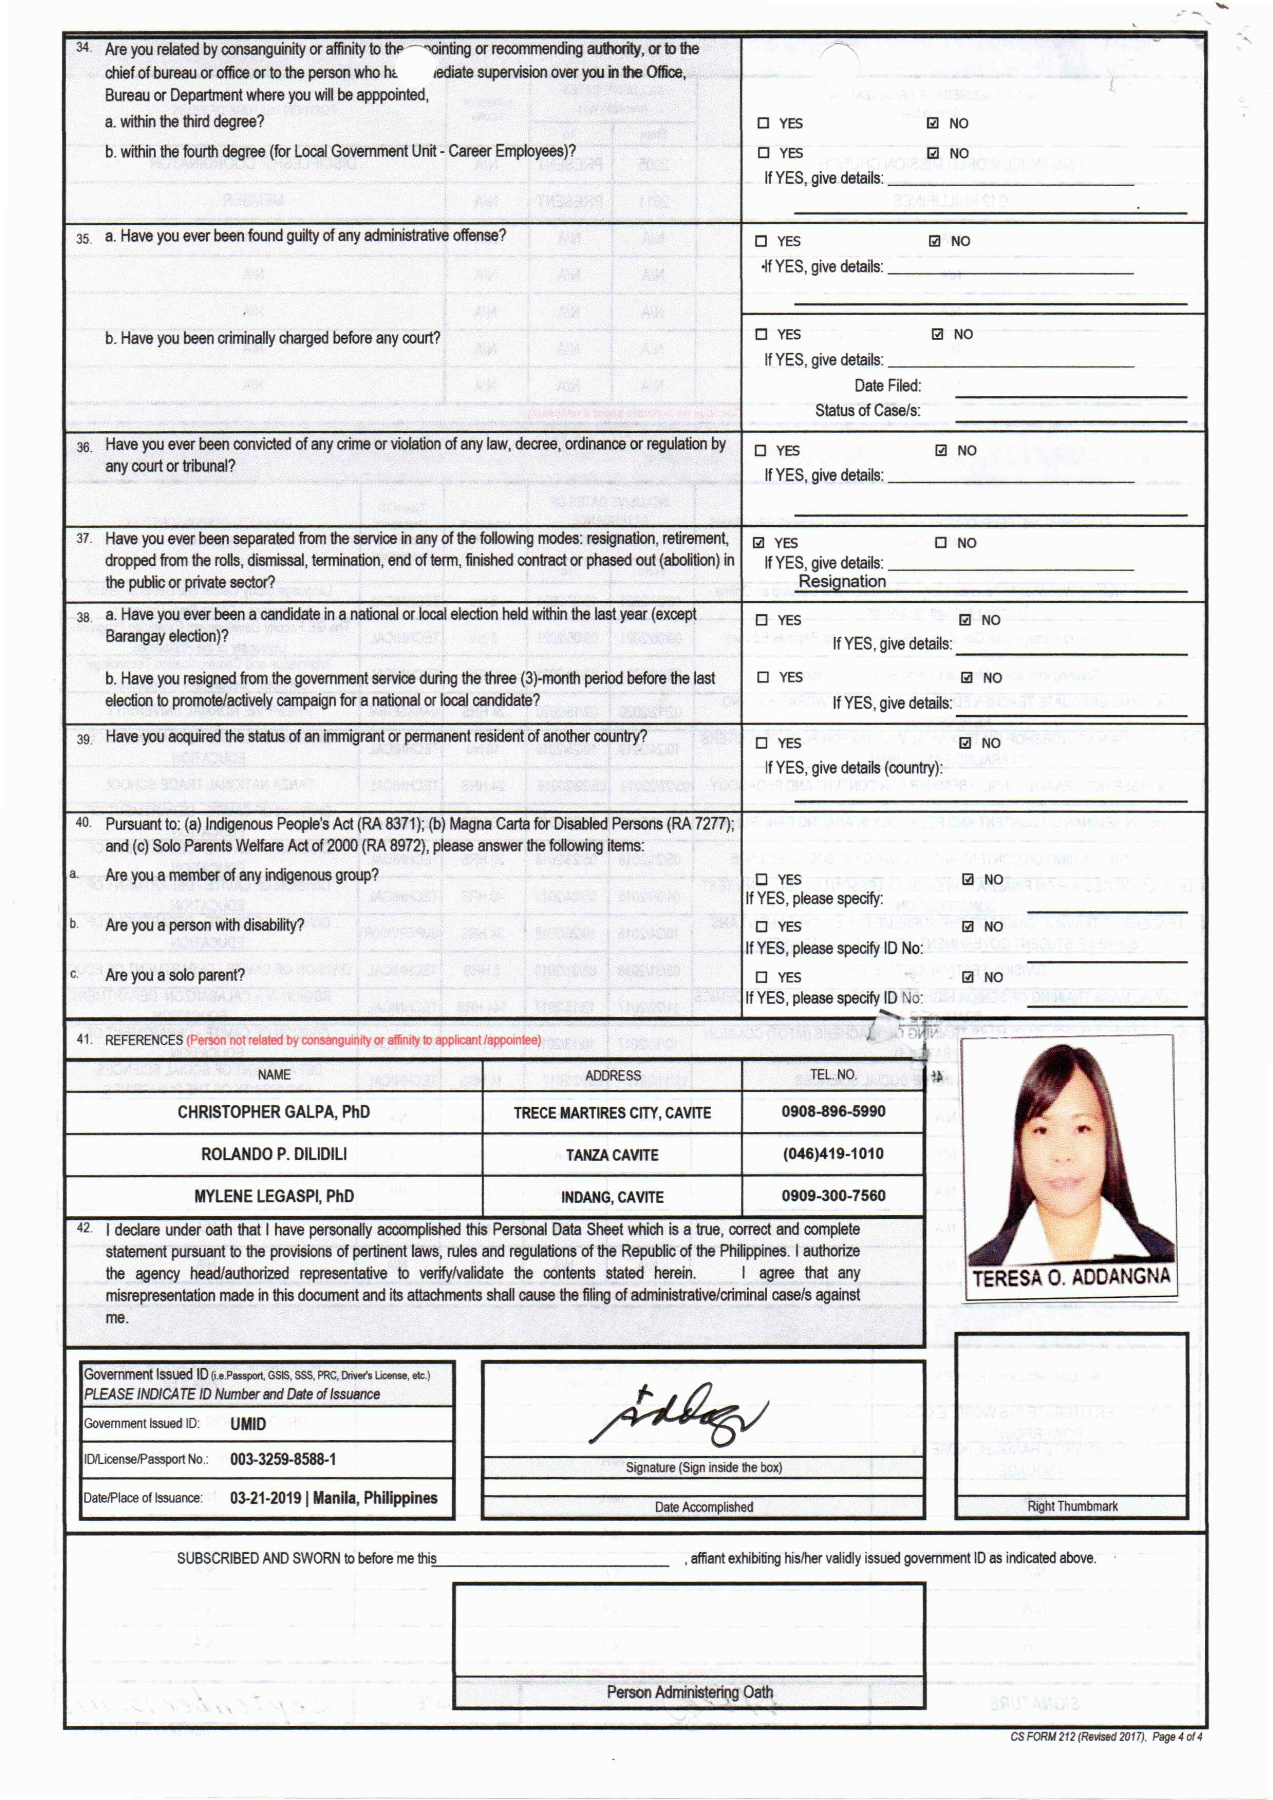 34. Are you related by consanguinity or affinity to the pointing or recommending authority, or to the
chief of bureau or office or to the person who ha ediate supervision over you in the Office,
Bureau or Department where you will be apppointed,
a. within the third degree?
☐ YES ☑ NO
b. within the fourth degree (for Local Government Unit - Career Employees)?
☐ YES ☑ NO
If YES, give details:
35. a. Have you ever been found guilty of any administrative offense?
☐ YES ☑ NO
If YES, give details:
b. Have you been criminally charged before any court?
☐ YES ☑ NO
If YES, give details:
Date Filed:
Status of Case/s:
36. Have you ever been convicted of any crime or violation of any law, decree, ordinance or regulation by
any court or tribunal?
☐ YES ☑ NO
If YES, give details:
37. Have you ever been separated from the service in any of the following modes: resignation, retirement,
dropped from the rolls, dismissal, termination, end of term, finished contract or phased out (abolition) in
the public or private sector?
☑ YES ☐ NO
If YES, give details:
Resignation
38. a. Have you ever been a candidate in a national or local election held within the last year (except
Barangay election)?
☐ YES ☑ NO
If YES, give details:
b. Have you resigned from the government service during the three (3)-month period before the last
election to promote/actively campaign for a national or local candidate?
☐ YES ☑ NO
If YES, give details:
39. Have you acquired the status of an immigrant or permanent resident of another country?
☐ YES ☑ NO
If YES, give details (country):
40. Pursuant to: (a) Indigenous People's Act (RA 8371); (b) Magna Carta for Disabled Persons (RA 7277);
and (c) Solo Parents Welfare Act of 2000 (RA 8972), please answer the following items:
a. Are you a member of any indigenous group?
☐ YES ☑ NO
If YES, please specify:
b. Are you a person with disability?
☐ YES ☑ NO
If YES, please specify ID No:
c. Are you a solo parent?
☐ YES ☑ NO
If YES, please specify ID No:
41. REFERENCES (Person not related by consanguinity or affinity to applicant /appointee)
NAME ADDRESS TEL. NO.
CHRISTOPHER GALPA, PhD TRECE MARTIRES CITY, CAVITE 0908-896-5990
ROLANDO P. DILIDILI TANZA CAVITE (046)419-1010
MYLENE LEGASPI, PhD INDANG, CAVITE 0909-300-7560
42. I declare under oath that I have personally accomplished this Personal Data Sheet which is a true, correct and complete
statement pursuant to the provisions of pertinent laws, rules and regulations of the Republic of the Philippines. I authorize
the agency head/authorized representative to verify/validate the contents stated herein. I agree that any
misrepresentation made in this document and its attachments shall cause the filing of administrative/criminal case/s against
me.
TERESA O. ADDANGNA
Government Issued ID (i.e.Passport, GSIS, SSS, PRC, Driver's License, etc.)
PLEASE INDICATE ID Number and Date of Issuance
Government Issued ID: UMID
ID/License/Passport No.: 003-3259-8588-1
Date/Place of Issuance: 03-21-2019 | Manila, Philippines
Signature (Sign inside the box)
Date Accomplished
Right Thumbmark
SUBSCRIBED AND SWORN to before me this , affiant exhibiting his/her validly issued government ID as indicated above.
Person Administering Oath
CS FORM 212 (Revised 2017), Page 4 of 4